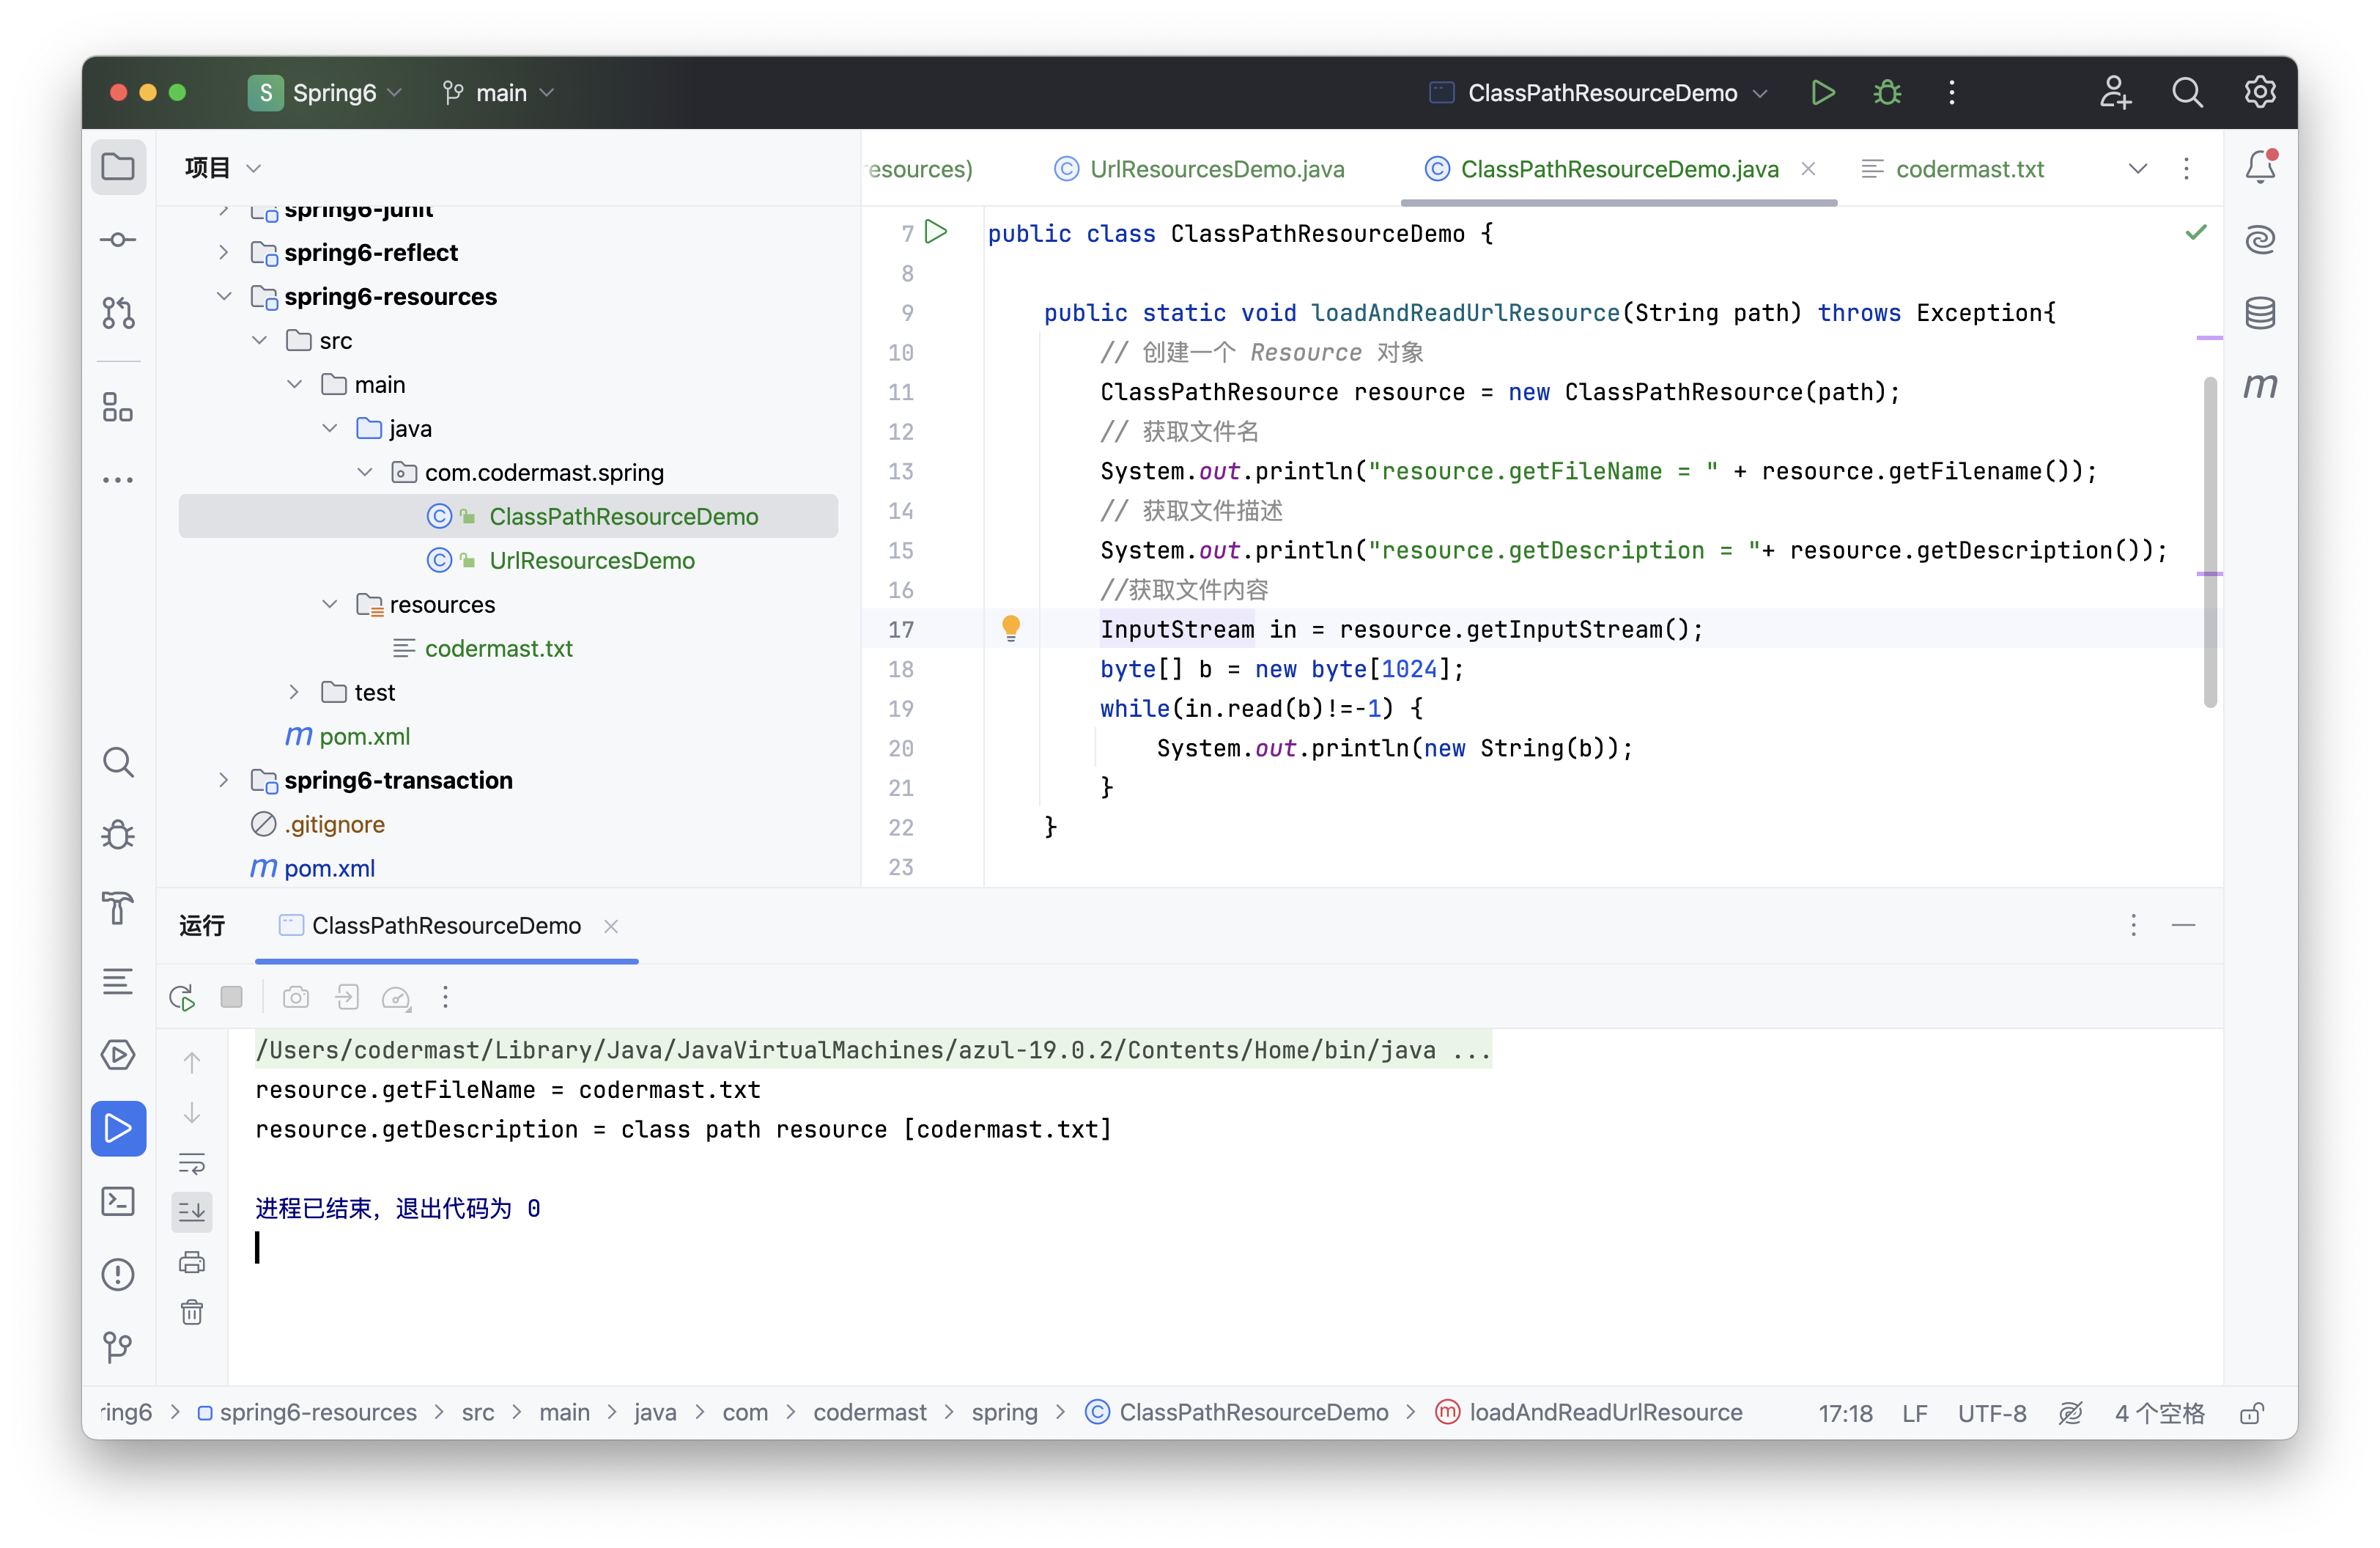 S Spring6 main ClassPathResourceDemo
项目
esources) UrlResourcesDemo.java ClassPathResourceDemo.java codermast.txt
spring6-junit
spring6-reflect
spring6-resources
src
main
java
com.codermast.spring
ClassPathResourceDemo
UrlResourcesDemo
resources
codermast.txt
test
m pom.xml
spring6-transaction
.gitignore
m pom.xml
7 public class ClassPathResourceDemo {
8
9 public static void loadAndReadUrlResource(String path) throws Exception{
10 // 创建一个 Resource 对象
11 ClassPathResource resource = new ClassPathResource(path);
12 // 获取文件名
13 System.out.println("resource.getFileName = " + resource.getFilename());
14 // 获取文件描述
15 System.out.println("resource.getDescription = "+ resource.getDescription());
16 //获取文件内容
17 InputStream in = resource.getInputStream();
18 byte[] b = new byte[1024];
19 while(in.read(b)!=-1) {
20 System.out.println(new String(b));
21 }
22 }
23
m
运行 ClassPathResourceDemo
/Users/codermast/Library/Java/JavaVirtualMachines/azul-19.0.2/Contents/Home/bin/java ...
resource.getFileName = codermast.txt
resource.getDescription = class path resource [codermast.txt]
进程已结束，退出代码为 0
ring6 > spring6-resources > src > main > java > com > codermast > spring > ClassPathResourceDemo > loadAndReadUrlResource 17:18 LF UTF-8 4 个空格